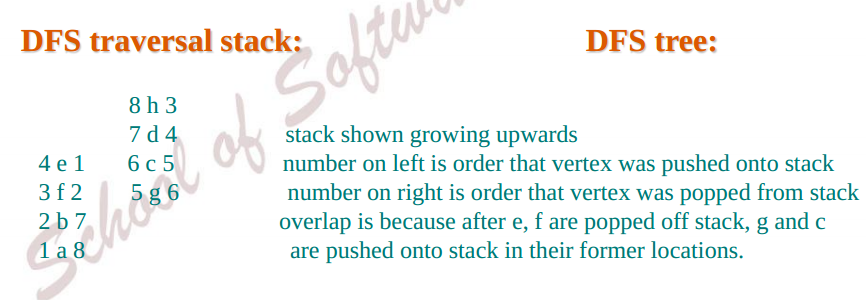 DFS traversal stack: DFS tree:
8 h 3
7 d 4 stack shown growing upwards
4 e 1 6 c 5 number on left is order that vertex was pushed onto stack
3 f 2 5 g 6 number on right is order that vertex was popped from stack
2 b 7 overlap is because after e, f are popped off stack, g and c
1 a 8 are pushed onto stack in their former locations.
School of Softwa